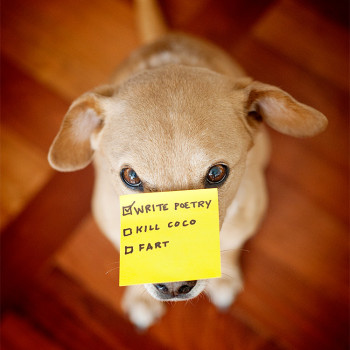 ☑ WRITE POETRY
☐ KILL COCO
☐ FART